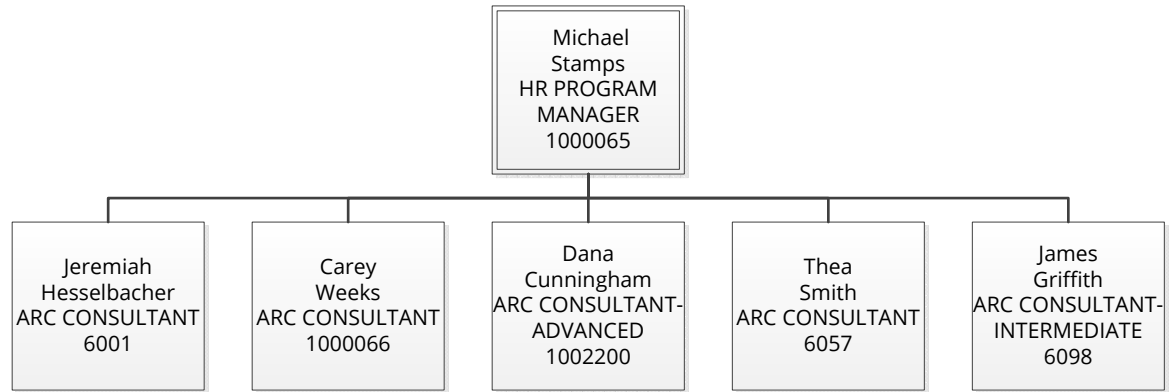 Michael
Stamps
HR PROGRAM
MANAGER
1000065
Jeremiah
Hesselbacher
ARC CONSULTANT
6001
Carey
Weeks
ARC CONSULTANT
1000066
Dana
Cunningham
ARC CONSULTANT-
ADVANCED
1002200
Thea
Smith
ARC CONSULTANT
6057
James
Griffith
ARC CONSULTANT-
INTERMEDIATE
6098